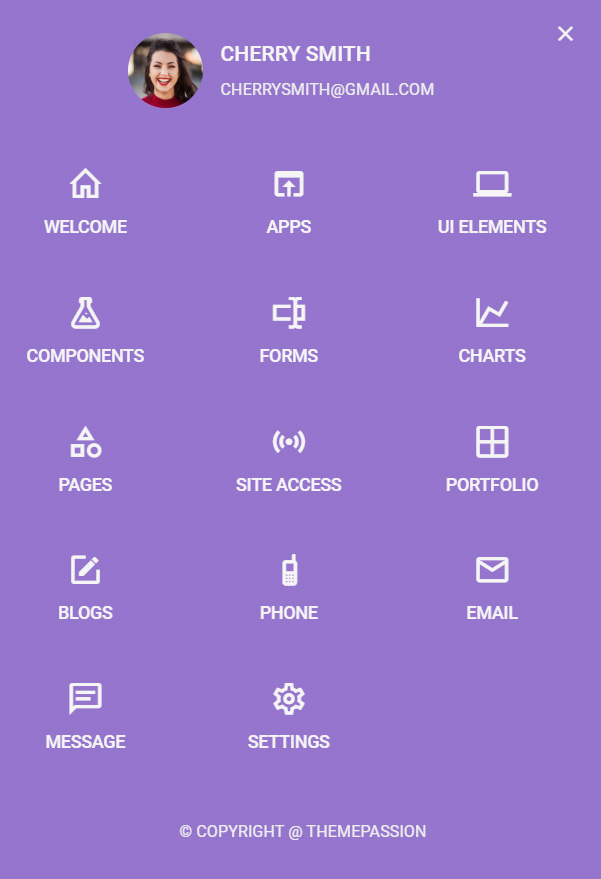 CHERRY SMITH
CHERRYSMITH@GMAIL.COM
WELCOME
APPS
UI ELEMENTS
COMPONENTS
FORMS
CHARTS
PAGES
SITE ACCESS
PORTFOLIO
BLOGS
PHONE
EMAIL
MESSAGE
SETTINGS
© COPYRIGHT @ THEMEPASSION